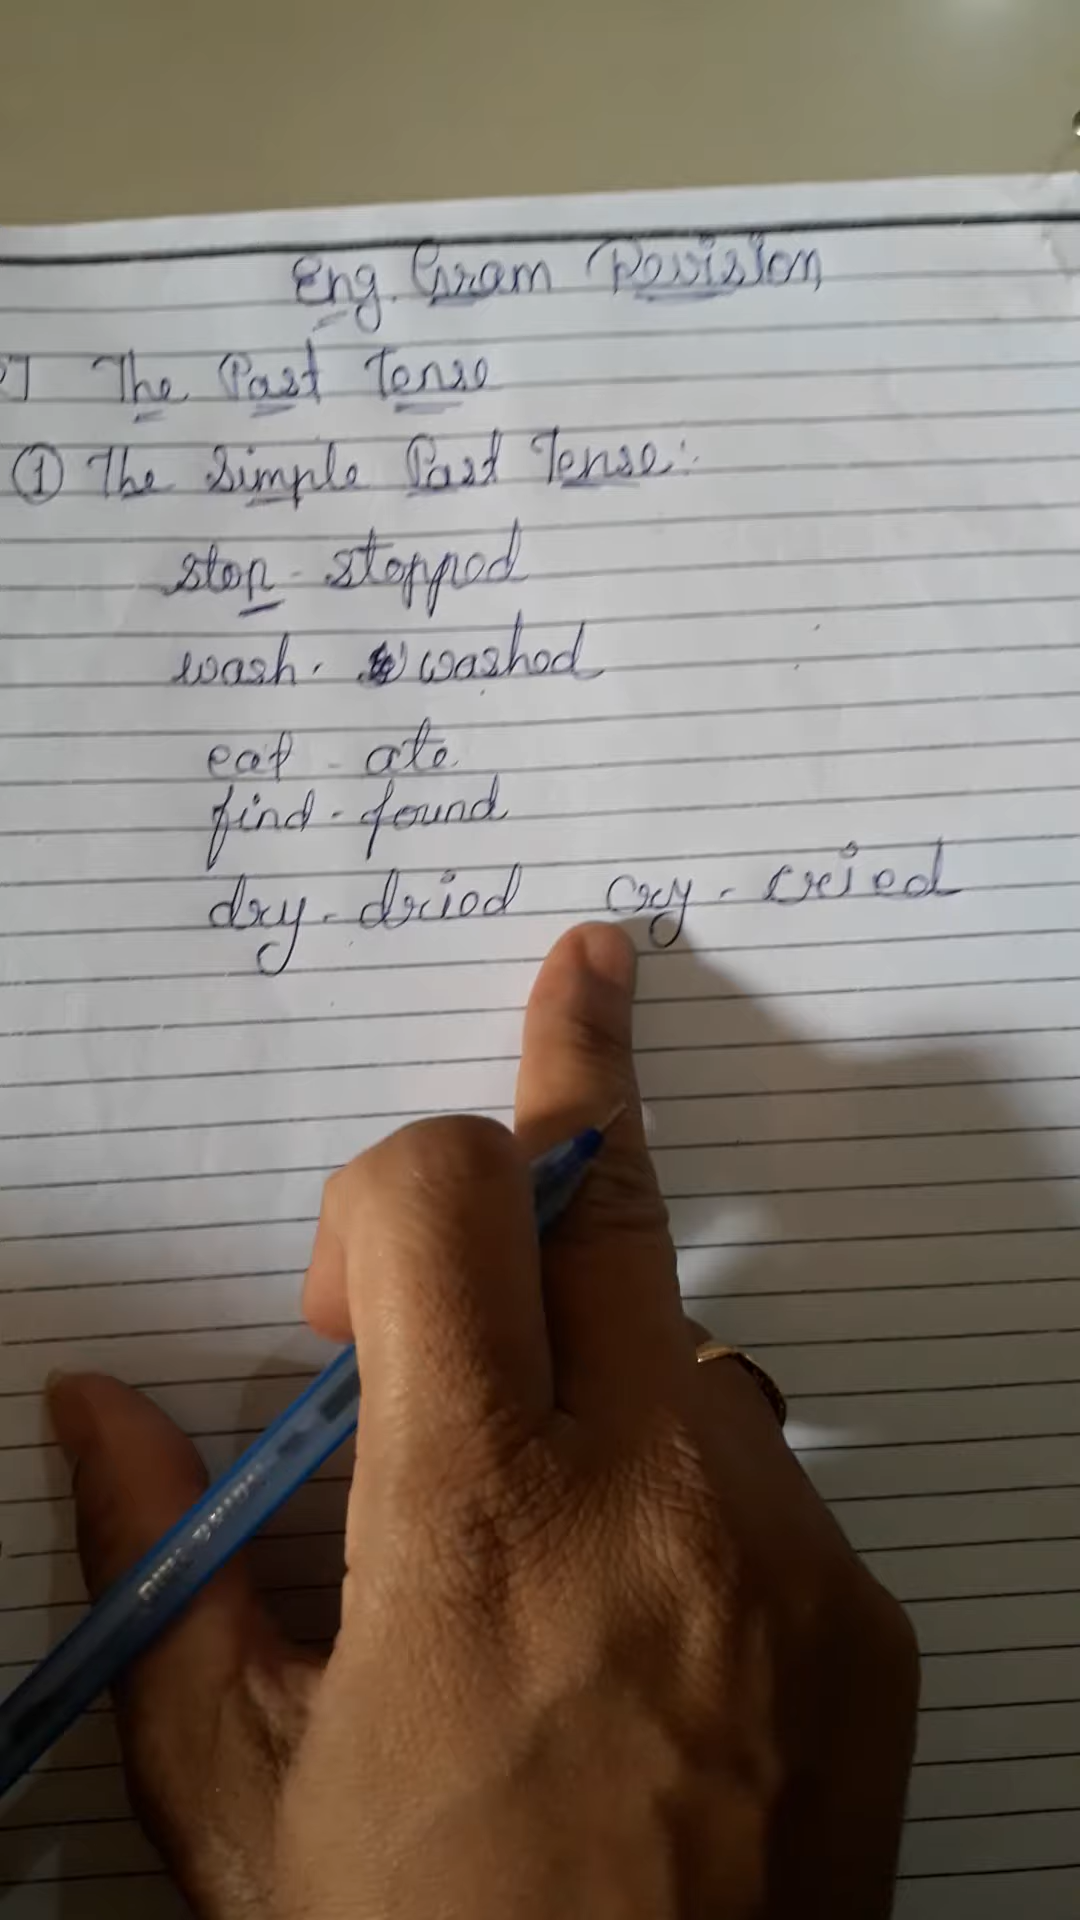 Eng. Gram Revision
The Past Tense
① The Simple Past Tense:
stop - stopped
wash. washed
eat - ate.
find - found
dry - dried cry - cried